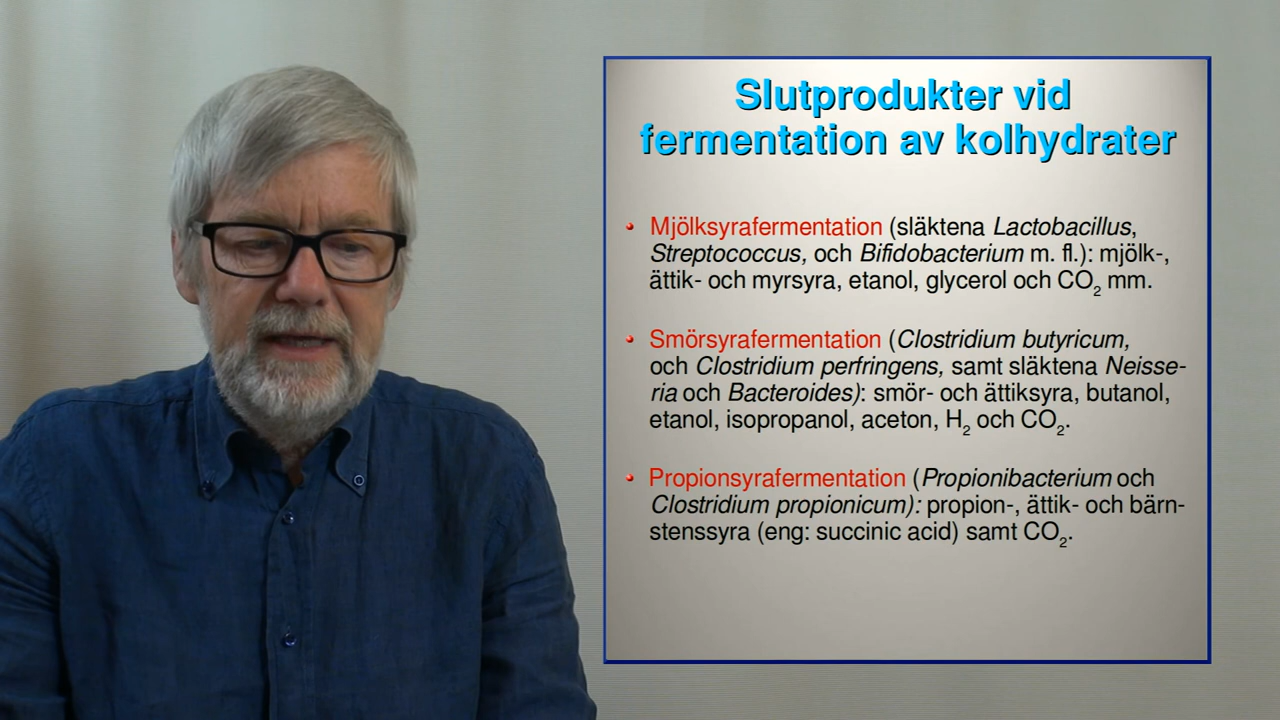 Slutprodukter vid
fermentation av kolhydrater
• Mjölksyrafermentation (släktena Lactobacillus,
Streptococcus, och Bifidobacterium m. fl.): mjölk-,
ättik- och myrsyra, etanol, glycerol och CO₂ mm.
• Smörsyrafermentation (Clostridium butyricum,
och Clostridium perfringens, samt släktena Neisse-
ria och Bacteroides): smör- och ättiksyra, butanol,
etanol, isopropanol, aceton, H₂ och CO₂.
• Propionsyrafermentation (Propionibacterium och
Clostridium propionicum): propion-, ättik- och bärn-
stenssyra (eng: succinic acid) samt CO₂.